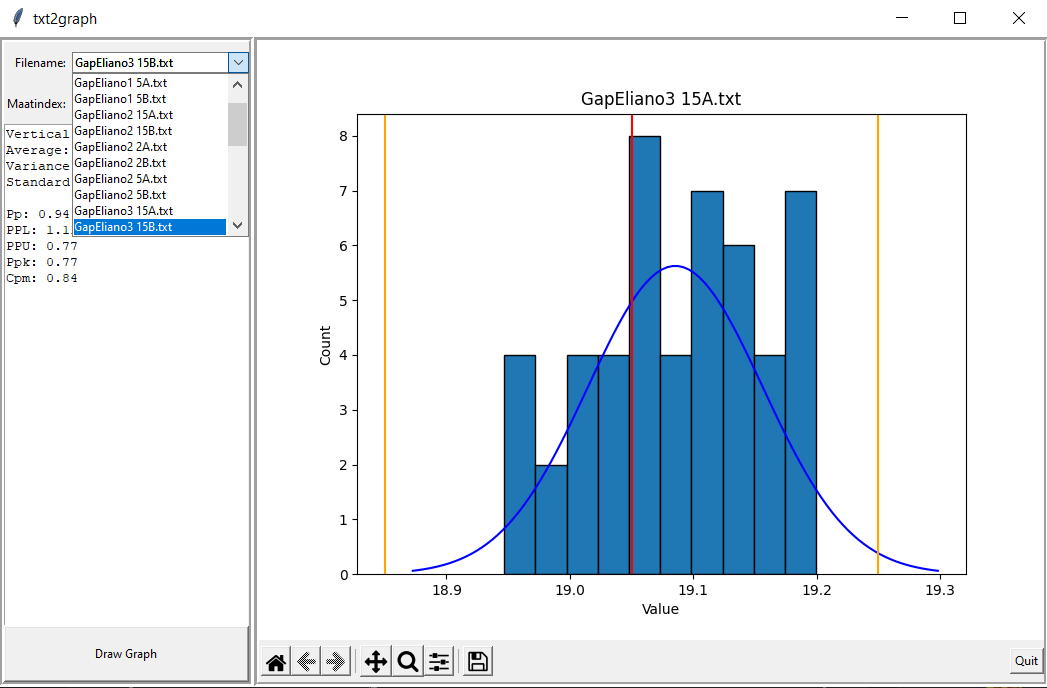 txt2graph
Filename: GapEliano3 15B.txt
GapEliano1 5A.txt
GapEliano1 5B.txt
GapEliano2 15A.txt
GapEliano2 15B.txt
GapEliano2 2A.txt
GapEliano2 2B.txt
GapEliano2 5A.txt
GapEliano2 5B.txt
GapEliano3 15A.txt
GapEliano3 15B.txt
Maatindex:
Vertical
Average:
Variance
Standard
Pp: 0.94
PPL: 1.1
PPU: 0.77
Ppk: 0.77
Cpm: 0.84
Draw Graph
GapEliano3 15A.txt
Count
8
7
6
5
4
3
2
1
0
18.9 19.0 19.1 19.2 19.3
Value
Quit